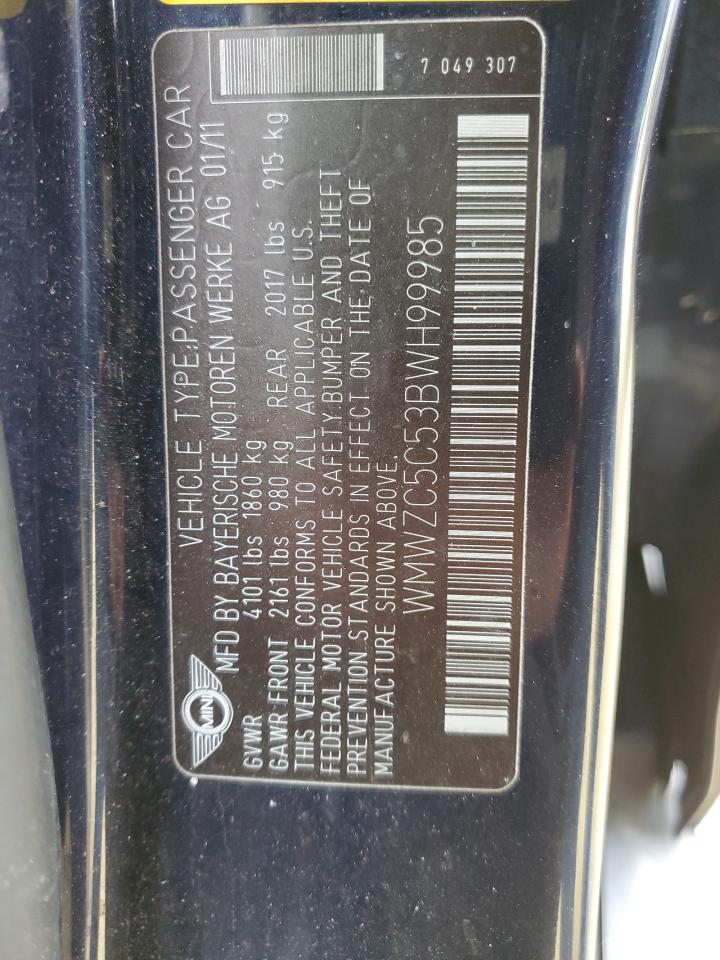 7 049 307
MINI
VEHICLE TYPE:PASSENGER CAR
MFD BY BAYERISCHE MOTOREN WERKE AG 01/11
GVWR 4101 lbs 1860 kg
GAWR FRONT 2161 lbs 980 kg REAR 2017 lbs 915 kg
THIS VEHICLE CONFORMS TO ALL APPLICABLE U.S.
FEDERAL MOTOR VEHICLE SAFETY,BUMPER AND THEFT
PREVENTION STANDARDS IN EFFECT ON THE DATE OF
MANUFACTURE SHOWN ABOVE
WMWZC5C53BWH99985